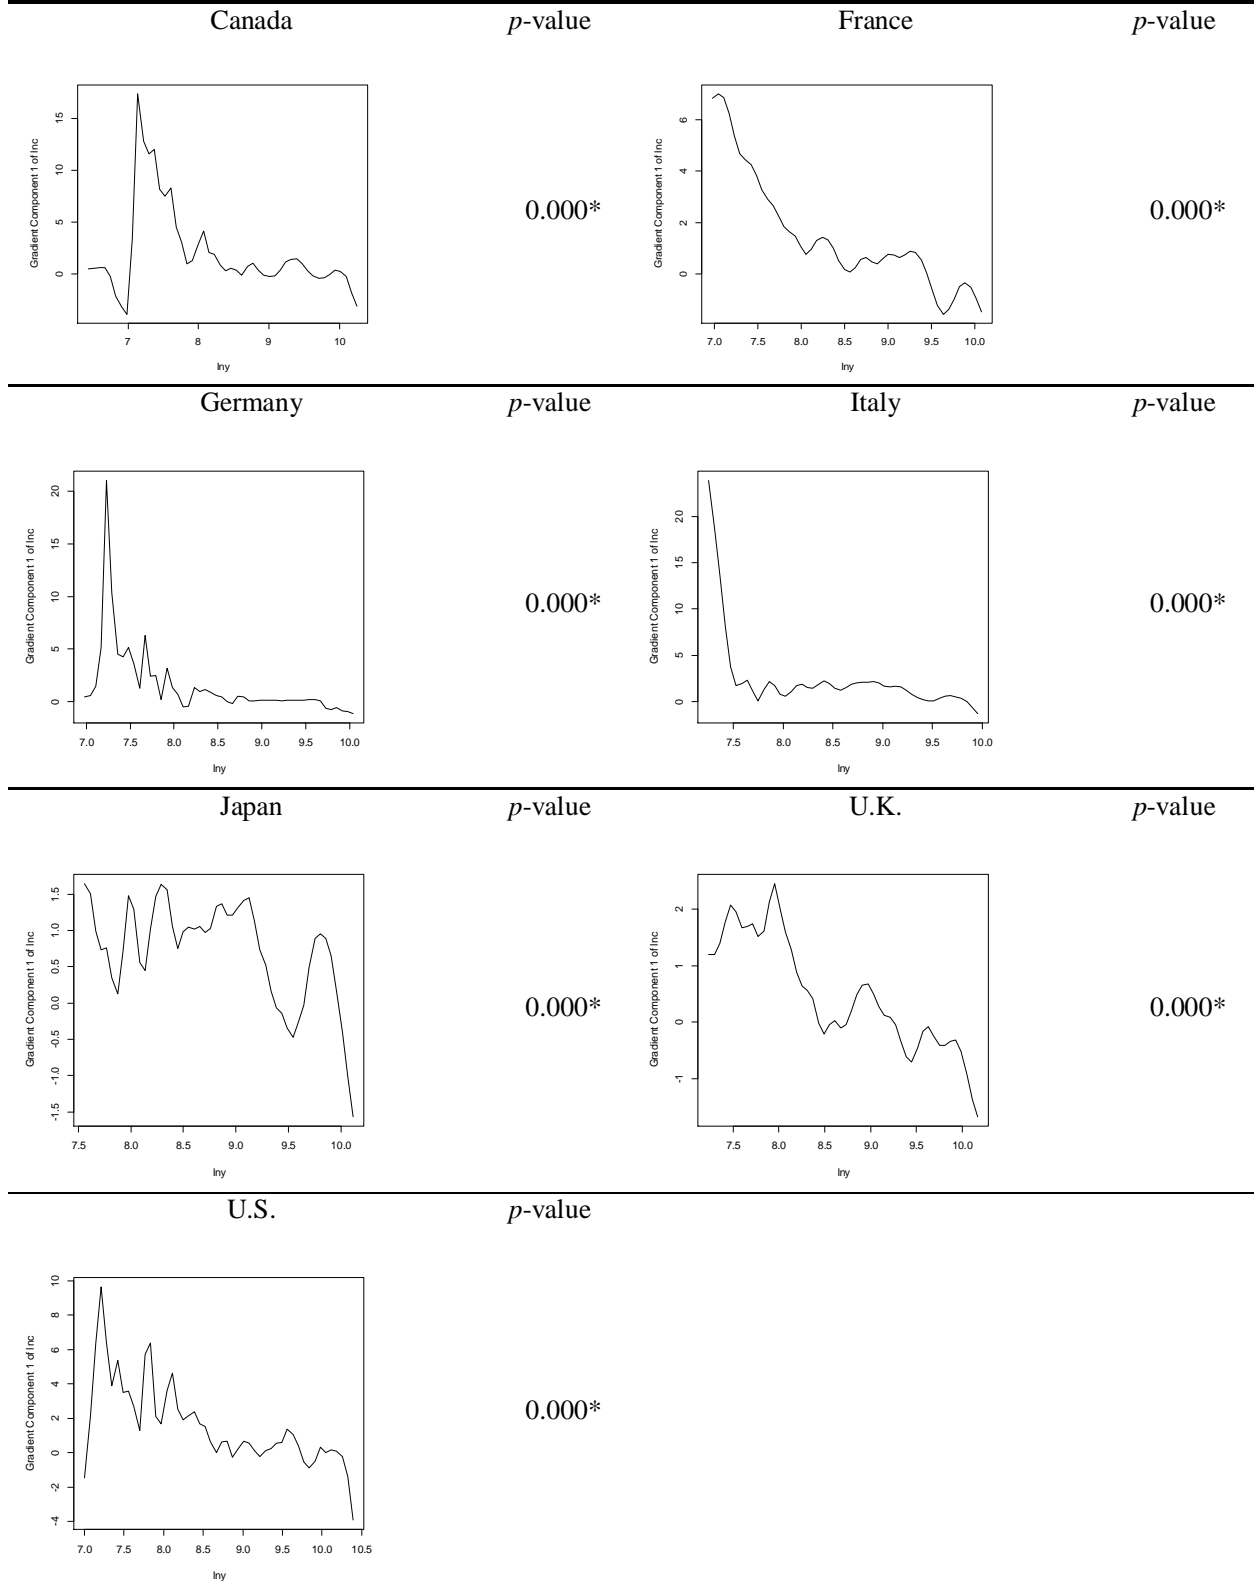 Canada p-value France p-value
15
10
5
0
Gradient Component 1 of lnc
7 8 9 10
lny
0.000*
6
4
2
0
Gradient Component 1 of lnc
7.0 7.5 8.0 8.5 9.0 9.5 10.0
lny
0.000*
Germany p-value Italy p-value
20
15
10
5
0
Gradient Component 1 of lnc
7.0 7.5 8.0 8.5 9.0 9.5 10.0
lny
0.000*
20
15
10
5
0
Gradient Component 1 of lnc
7.5 8.0 8.5 9.0 9.5 10.0
lny
0.000*
Japan p-value U.K. p-value
1.5
1.0
0.5
0.0
-0.5
-1.0
-1.5
Gradient Component 1 of lnc
7.5 8.0 8.5 9.0 9.5 10.0
lny
0.000*
2
1
0
-1
Gradient Component 1 of lnc
7.5 8.0 8.5 9.0 9.5 10.0
lny
0.000*
U.S. p-value
10
8
6
4
2
0
-2
-4
Gradient Component 1 of lnc
7.0 7.5 8.0 8.5 9.0 9.5 10.0 10.5
lny
0.000*